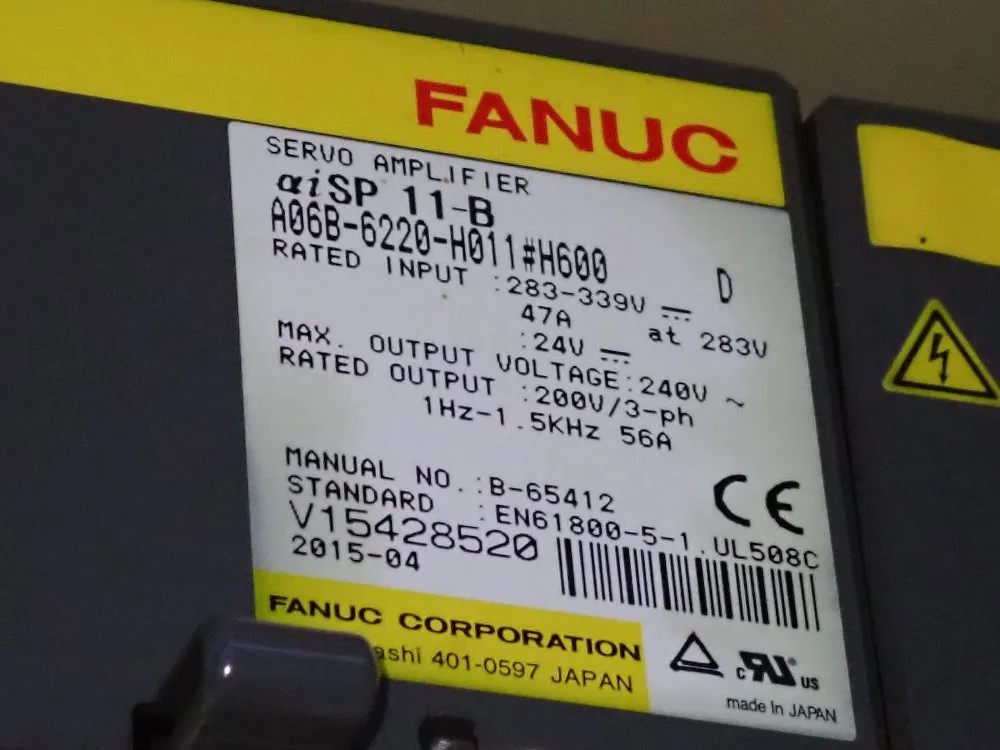 FANUC
SERVO AMPLIFIER
αiSP 11-B
A06B-6220-H011#H600 D
RATED INPUT :283-339V ⎓ at 283V
47A
:24V ⎓
MAX. OUTPUT VOLTAGE:240V ~
RATED OUTPUT :200V/3-ph
1Hz-1.5KHz 56A
MANUAL NO.:B-65412
STANDARD :EN61800-5-1.UL508C
V15428520
2015-04
CE
FANUC CORPORATION
401-0597 JAPAN
c RU US
made in JAPAN